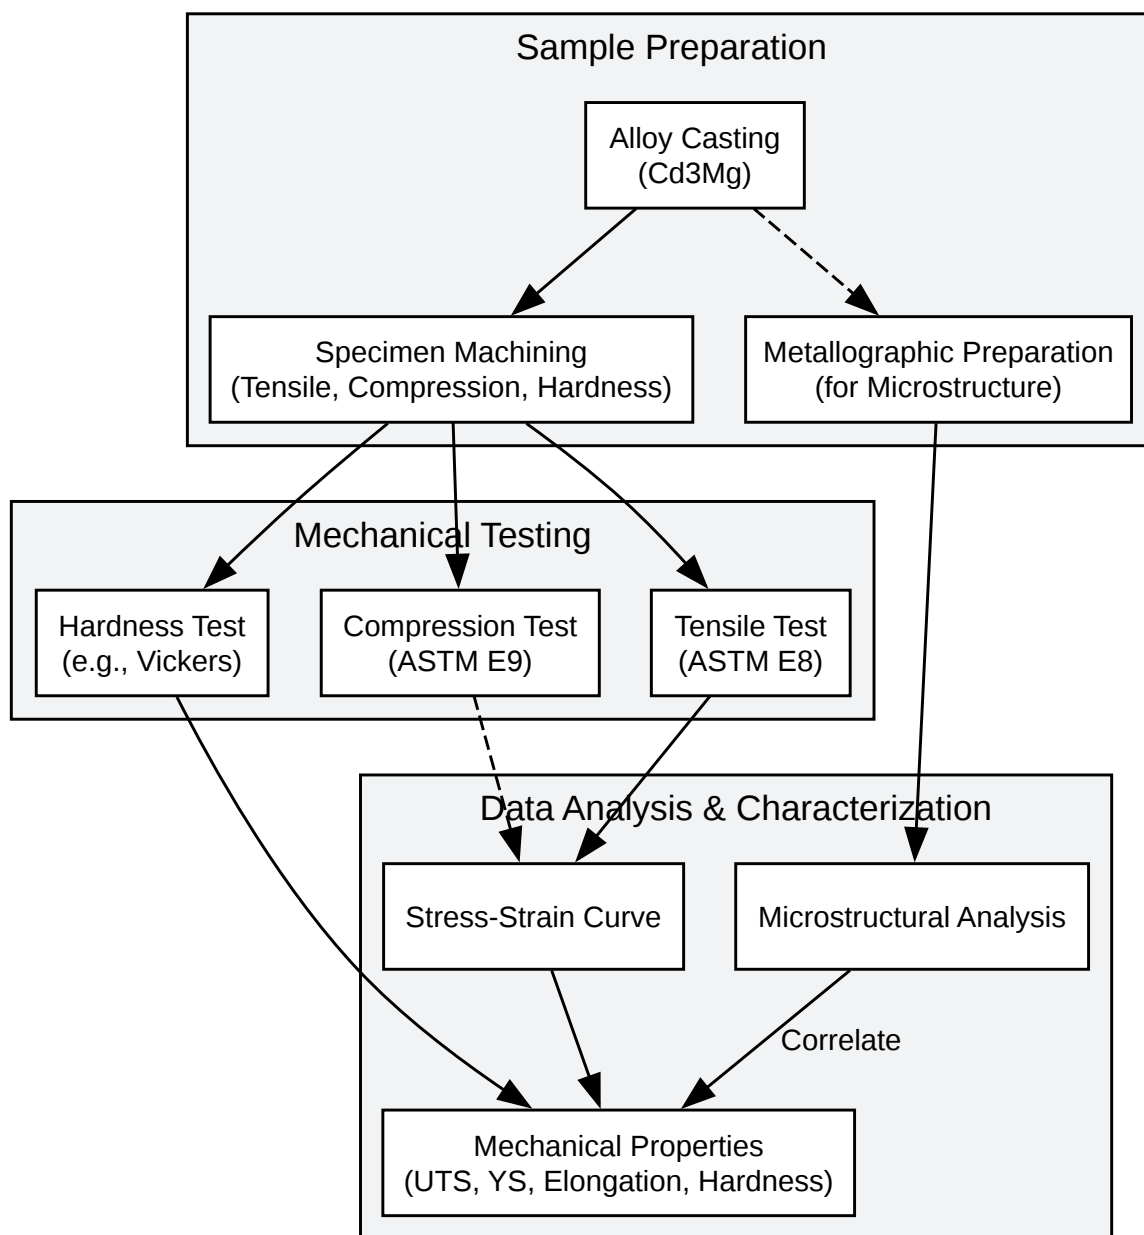 Sample Preparation
Alloy Casting
(Cd3Mg)
Specimen Machining
(Tensile, Compression, Hardness)
Metallographic Preparation
(for Microstructure)
Mechanical Testing
Hardness Test
(e.g., Vickers)
Compression Test
(ASTM E9)
Tensile Test
(ASTM E8)
Data Analysis & Characterization
Stress-Strain Curve
Microstructural Analysis
Correlate
Mechanical Properties
(UTS, YS, Elongation, Hardness)